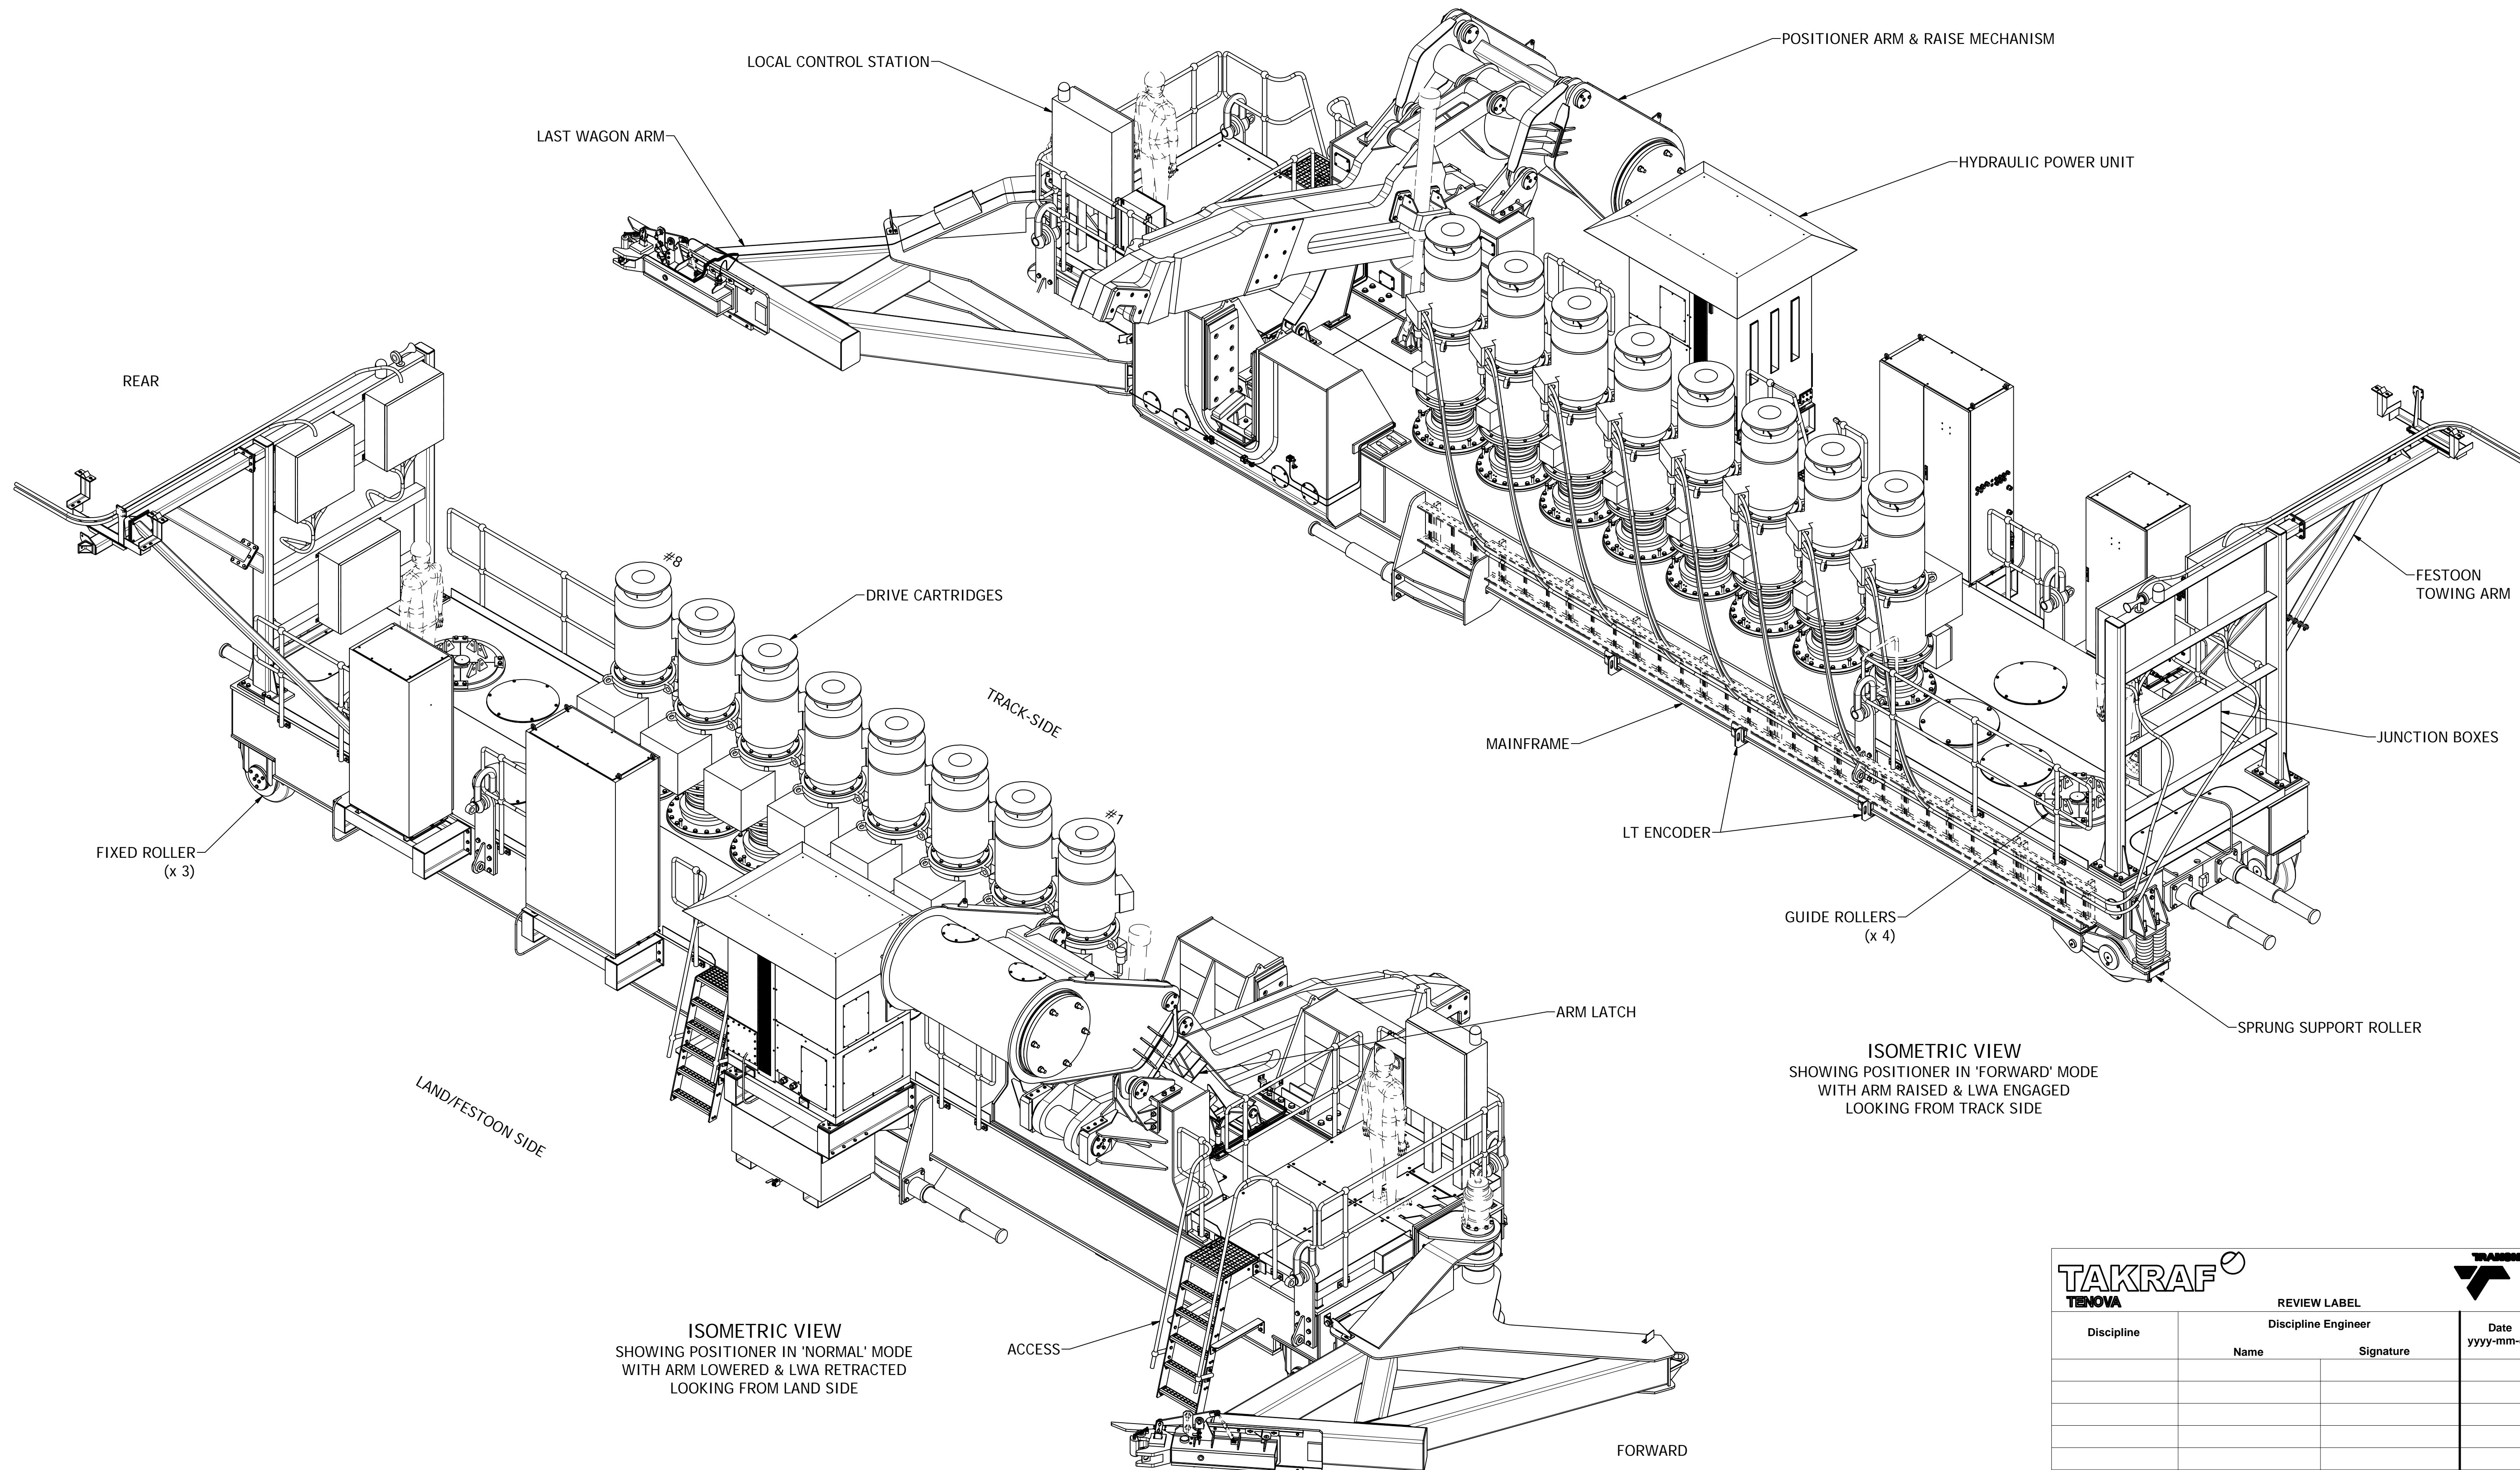 POSITIONER ARM & RAISE MECHANISM
LOCAL CONTROL STATION
LAST WAGON ARM
HYDRAULIC POWER UNIT
REAR
#8
DRIVE CARTRIDGES
FESTOON
TOWING ARM
TRACK-SIDE
MAINFRAME
JUNCTION BOXES
#1
LT ENCODER
FIXED ROLLER
(x 3)
GUIDE ROLLERS
(x 4)
ARM LATCH
SPRUNG SUPPORT ROLLER
ISOMETRIC VIEW
SHOWING POSITIONER IN 'FORWARD' MODE
WITH ARM RAISED & LWA ENGAGED
LOOKING FROM TRACK SIDE
LAND/FESTOON SIDE
ISOMETRIC VIEW
SHOWING POSITIONER IN 'NORMAL' MODE
WITH ARM LOWERED & LWA RETRACTED
LOOKING FROM LAND SIDE
ACCESS
FORWARD
TAKRAF
TENOVA
REVIEW LABEL
Discipline
Discipline Engineer
Name
Signature
Date